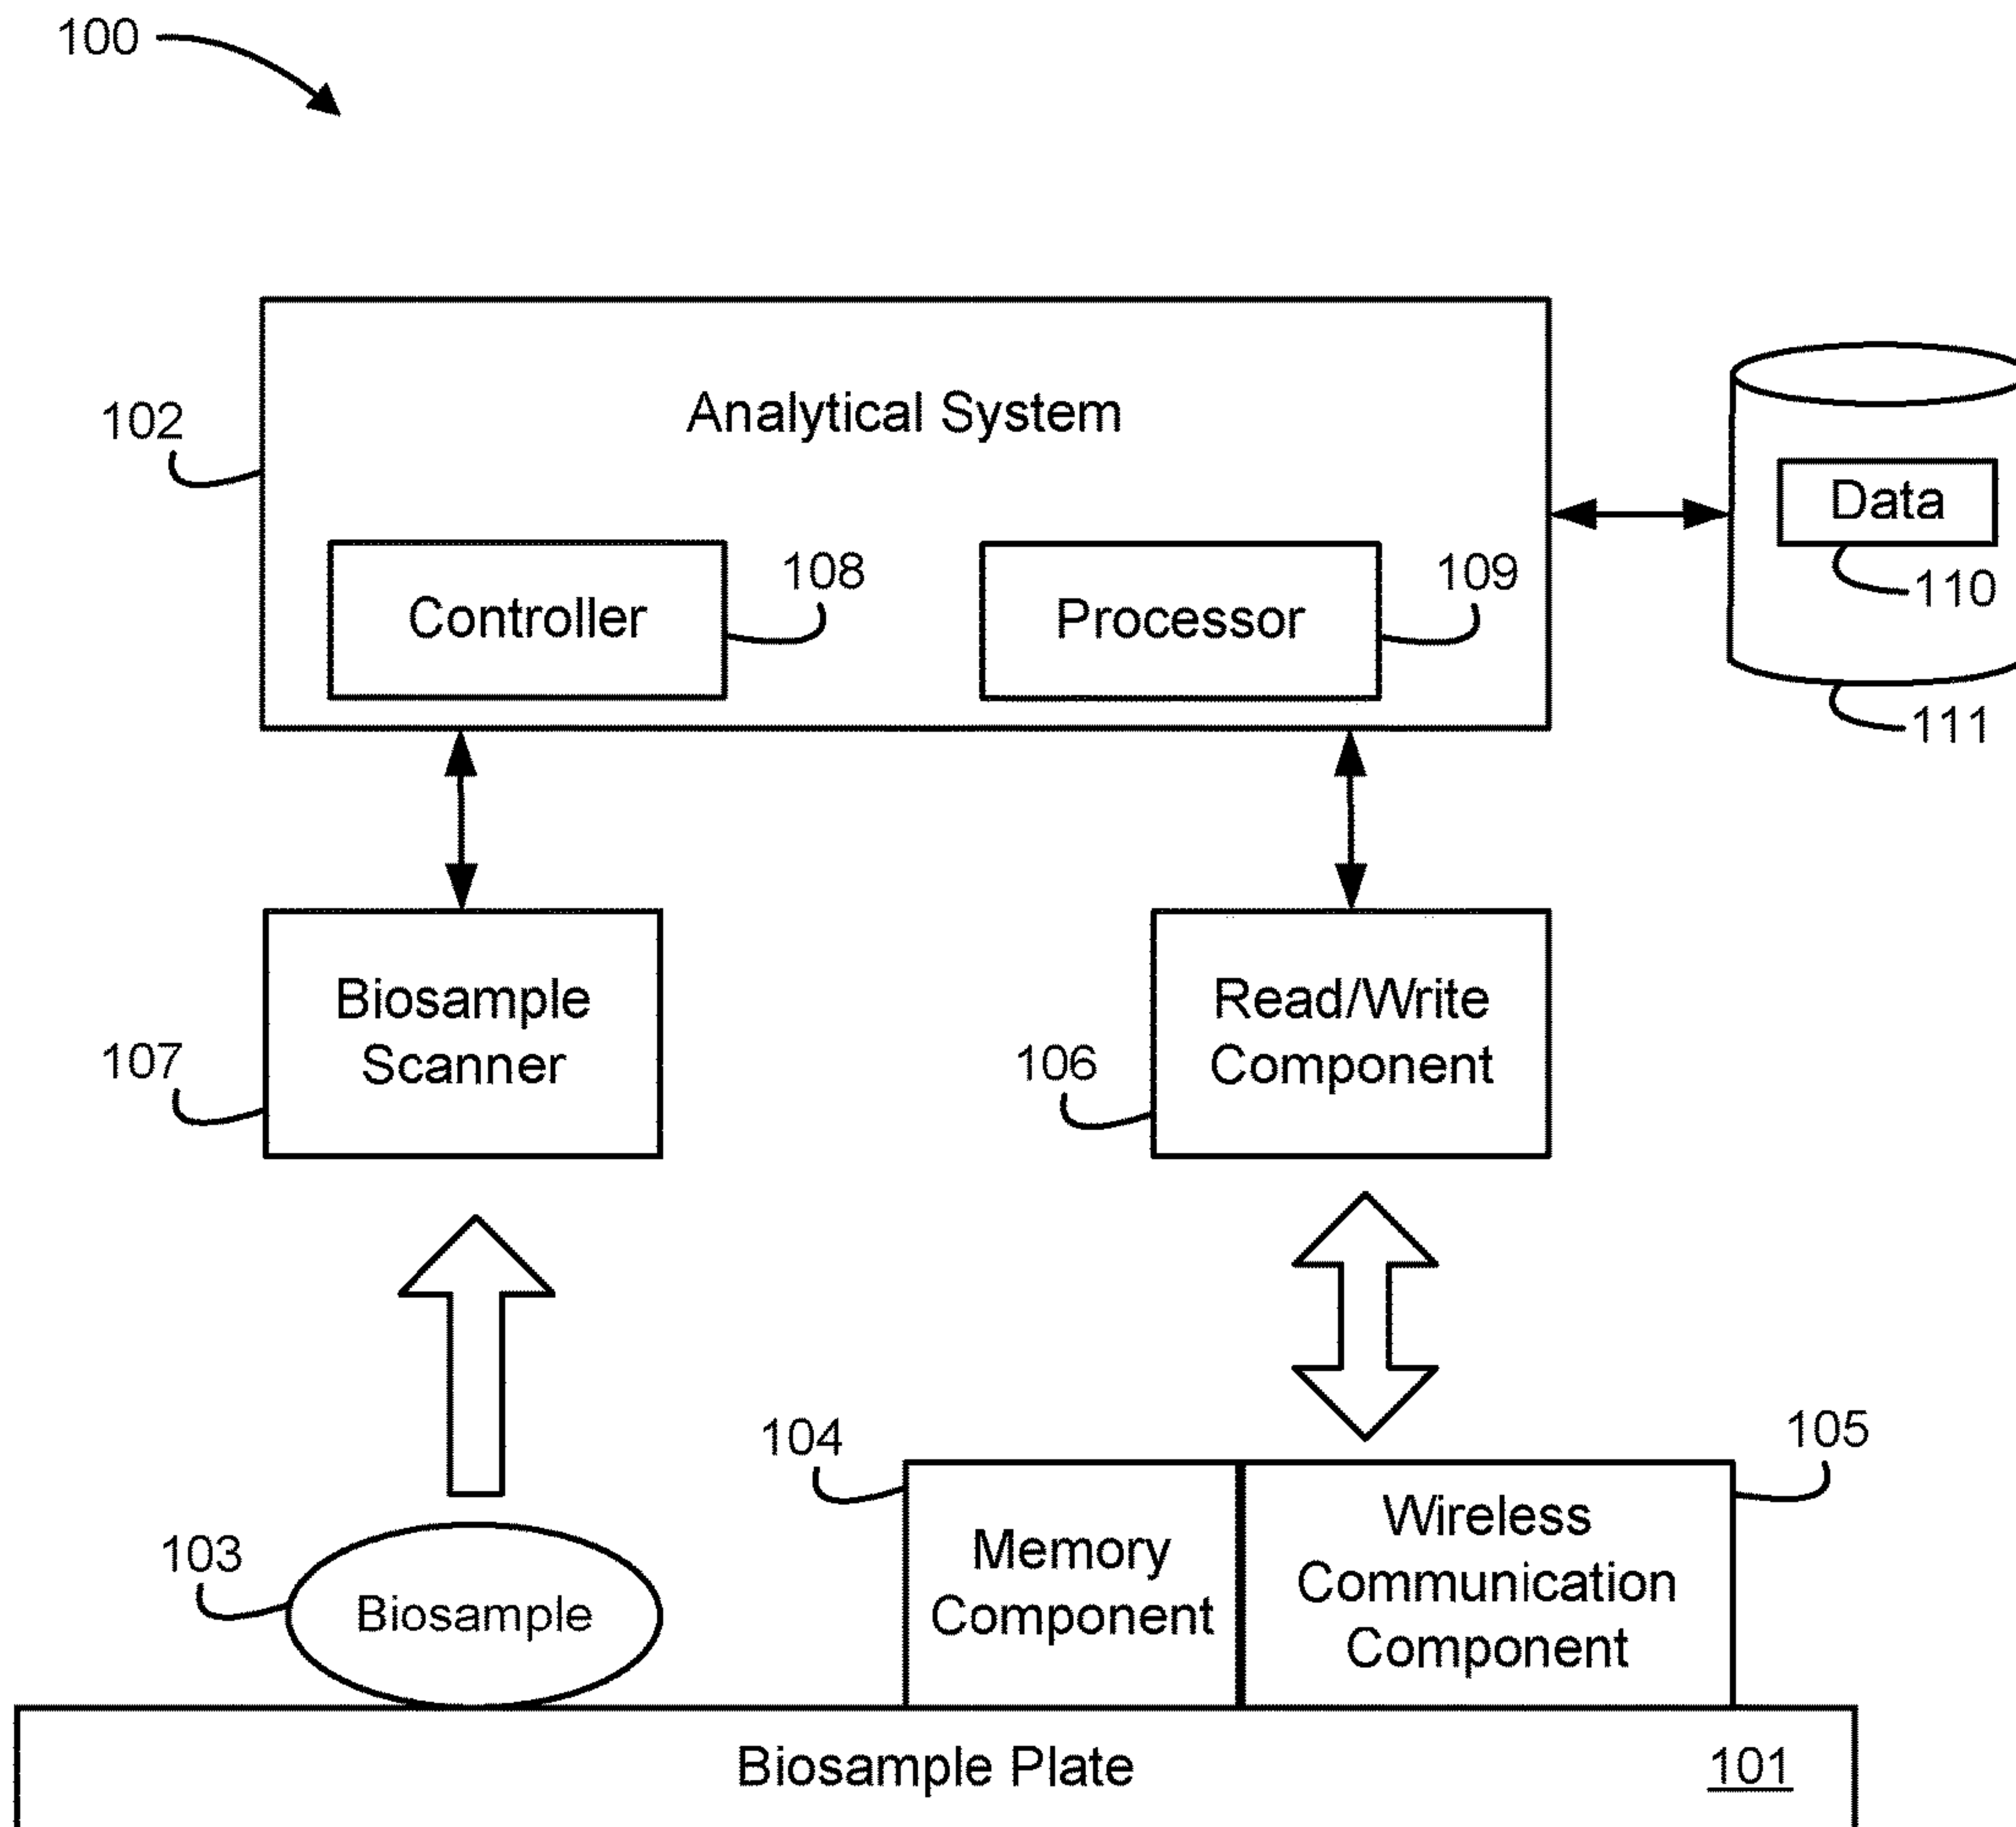 100
102
Analytical System
Data
110
111
Controller
108
Processor
109
107
Biosample
Scanner
106
Read/Write
Component
103
Biosample
104
Memory
Component
105
Wireless
Communication
Component
Biosample Plate
101